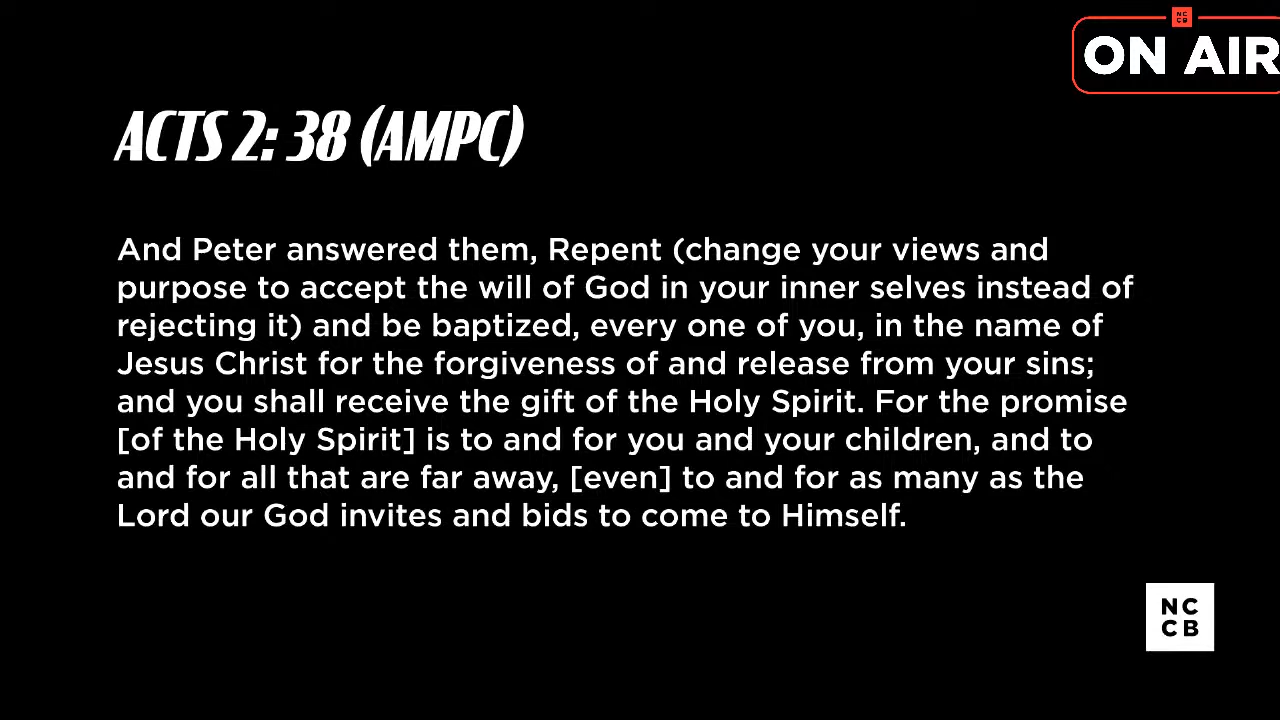 NC
CB
ON AIR
ACTS 2: 38 (AMPC)
And Peter answered them, Repent (change your views and
purpose to accept the will of God in your inner selves instead of
rejecting it) and be baptized, every one of you, in the name of
Jesus Christ for the forgiveness of and release from your sins;
and you shall receive the gift of the Holy Spirit. For the promise
[of the Holy Spirit] is to and for you and your children, and to
and for all that are far away, [even] to and for as many as the
Lord our God invites and bids to come to Himself.
NC
CB